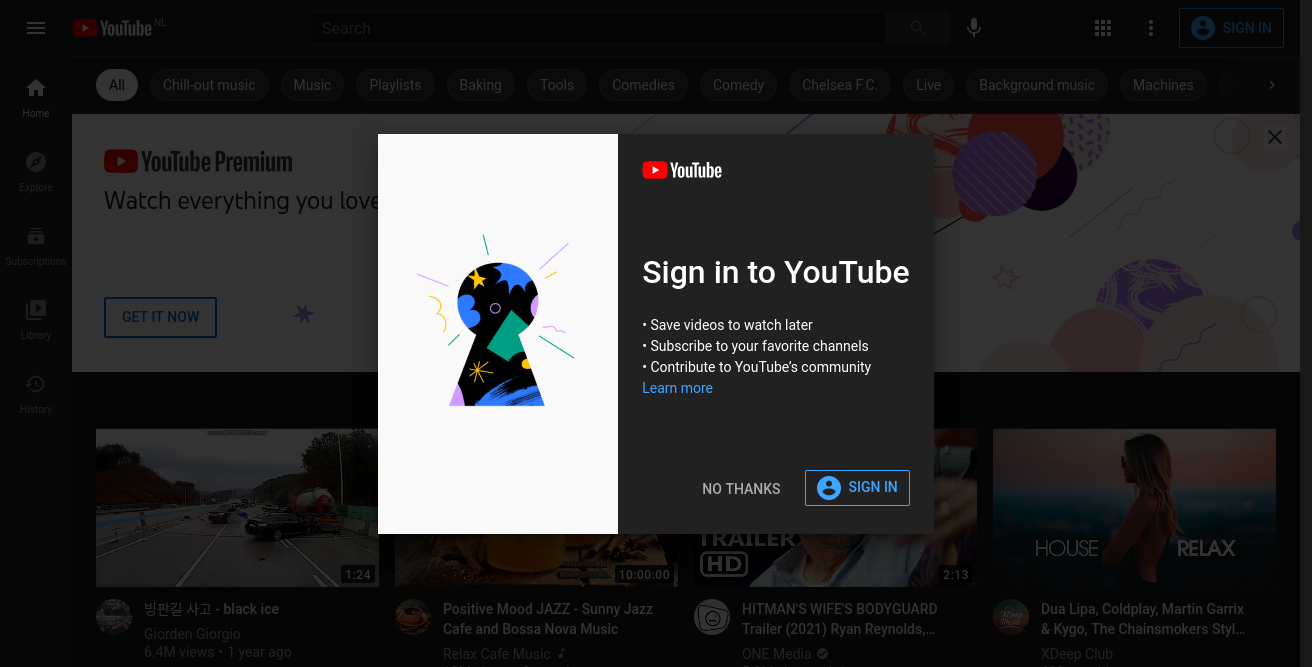 YouTube NL
Search
SIGN IN
All
Chill-out music
Music
Playlists
Baking
Tools
Comedies
Comedy
Chelsea F.C.
Live
Background music
Machines
Home
Explore
Subscriptions
Library
History
YouTube Premium
Watch everything you love
GET IT NOW
YouTube
Sign in to YouTube
• Save videos to watch later
• Subscribe to your favorite channels
• Contribute to YouTube's community
Learn more
NO THANKS
SIGN IN
1:24
10:00:00
TRAILER
HD
2:13
HOUSE RELAX
빙판길 사고 - black ice
Giorden Giorgio
6.4M views • 1 year ago
Positive Mood JAZZ - Sunny Jazz
Cafe and Bossa Nova Music
Relax Cafe Music
HITMAN'S WIFE'S BODYGUARD
Trailer (2021) Ryan Reynolds,…
ONE Media
Dua Lipa, Coldplay, Martin Garrix
& Kygo, The Chainsmokers Styl…
XDeep Club